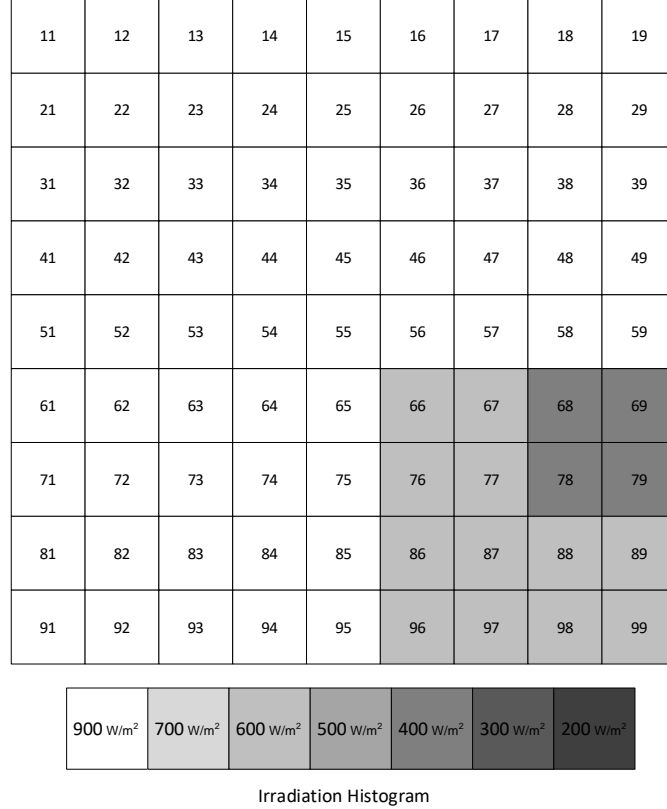 11 12 13 14 15 16 17 18 19
21 22 23 24 25 26 27 28 29
31 32 33 34 35 36 37 38 39
41 42 43 44 45 46 47 48 49
51 52 53 54 55 56 57 58 59
61 62 63 64 65 66 67 68 69
71 72 73 74 75 76 77 78 79
81 82 83 84 85 86 87 88 89
91 92 93 94 95 96 97 98 99
900 W/m² 700 W/m² 600 W/m² 500 W/m² 400 W/m² 300 W/m² 200 W/m²
Irradiation Histogram